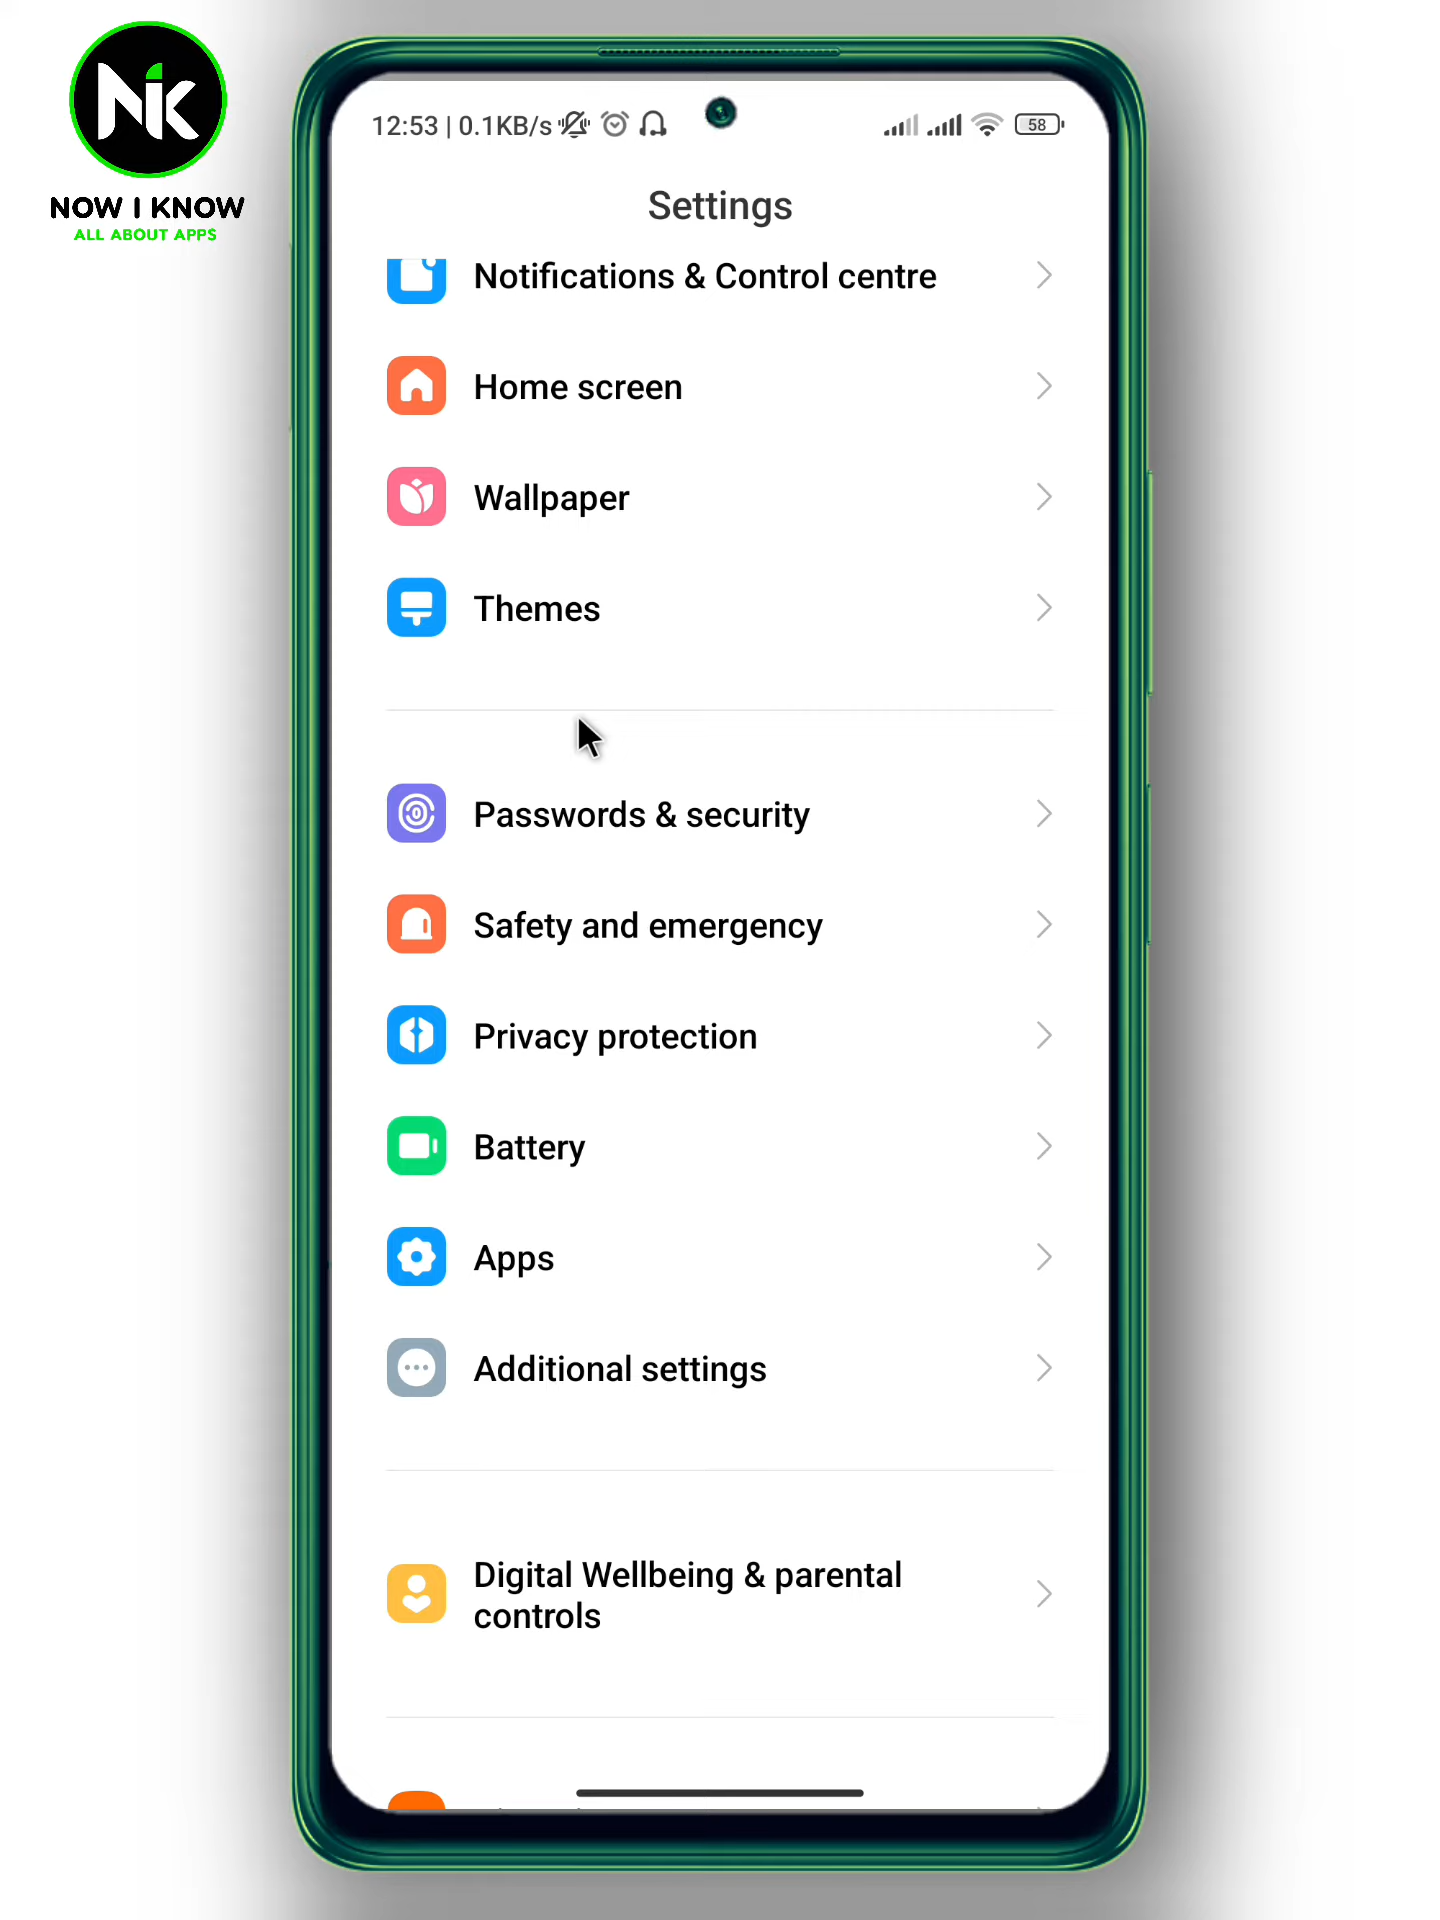 NiK
NOW I KNOW
ALL ABOUT APPS
12:53 | 0.1KB/s
58
Settings
Notifications & Control centre
Home screen
Wallpaper
Themes
Passwords & security
Safety and emergency
Privacy protection
Battery
Apps
Additional settings
Digital Wellbeing & parental
controls